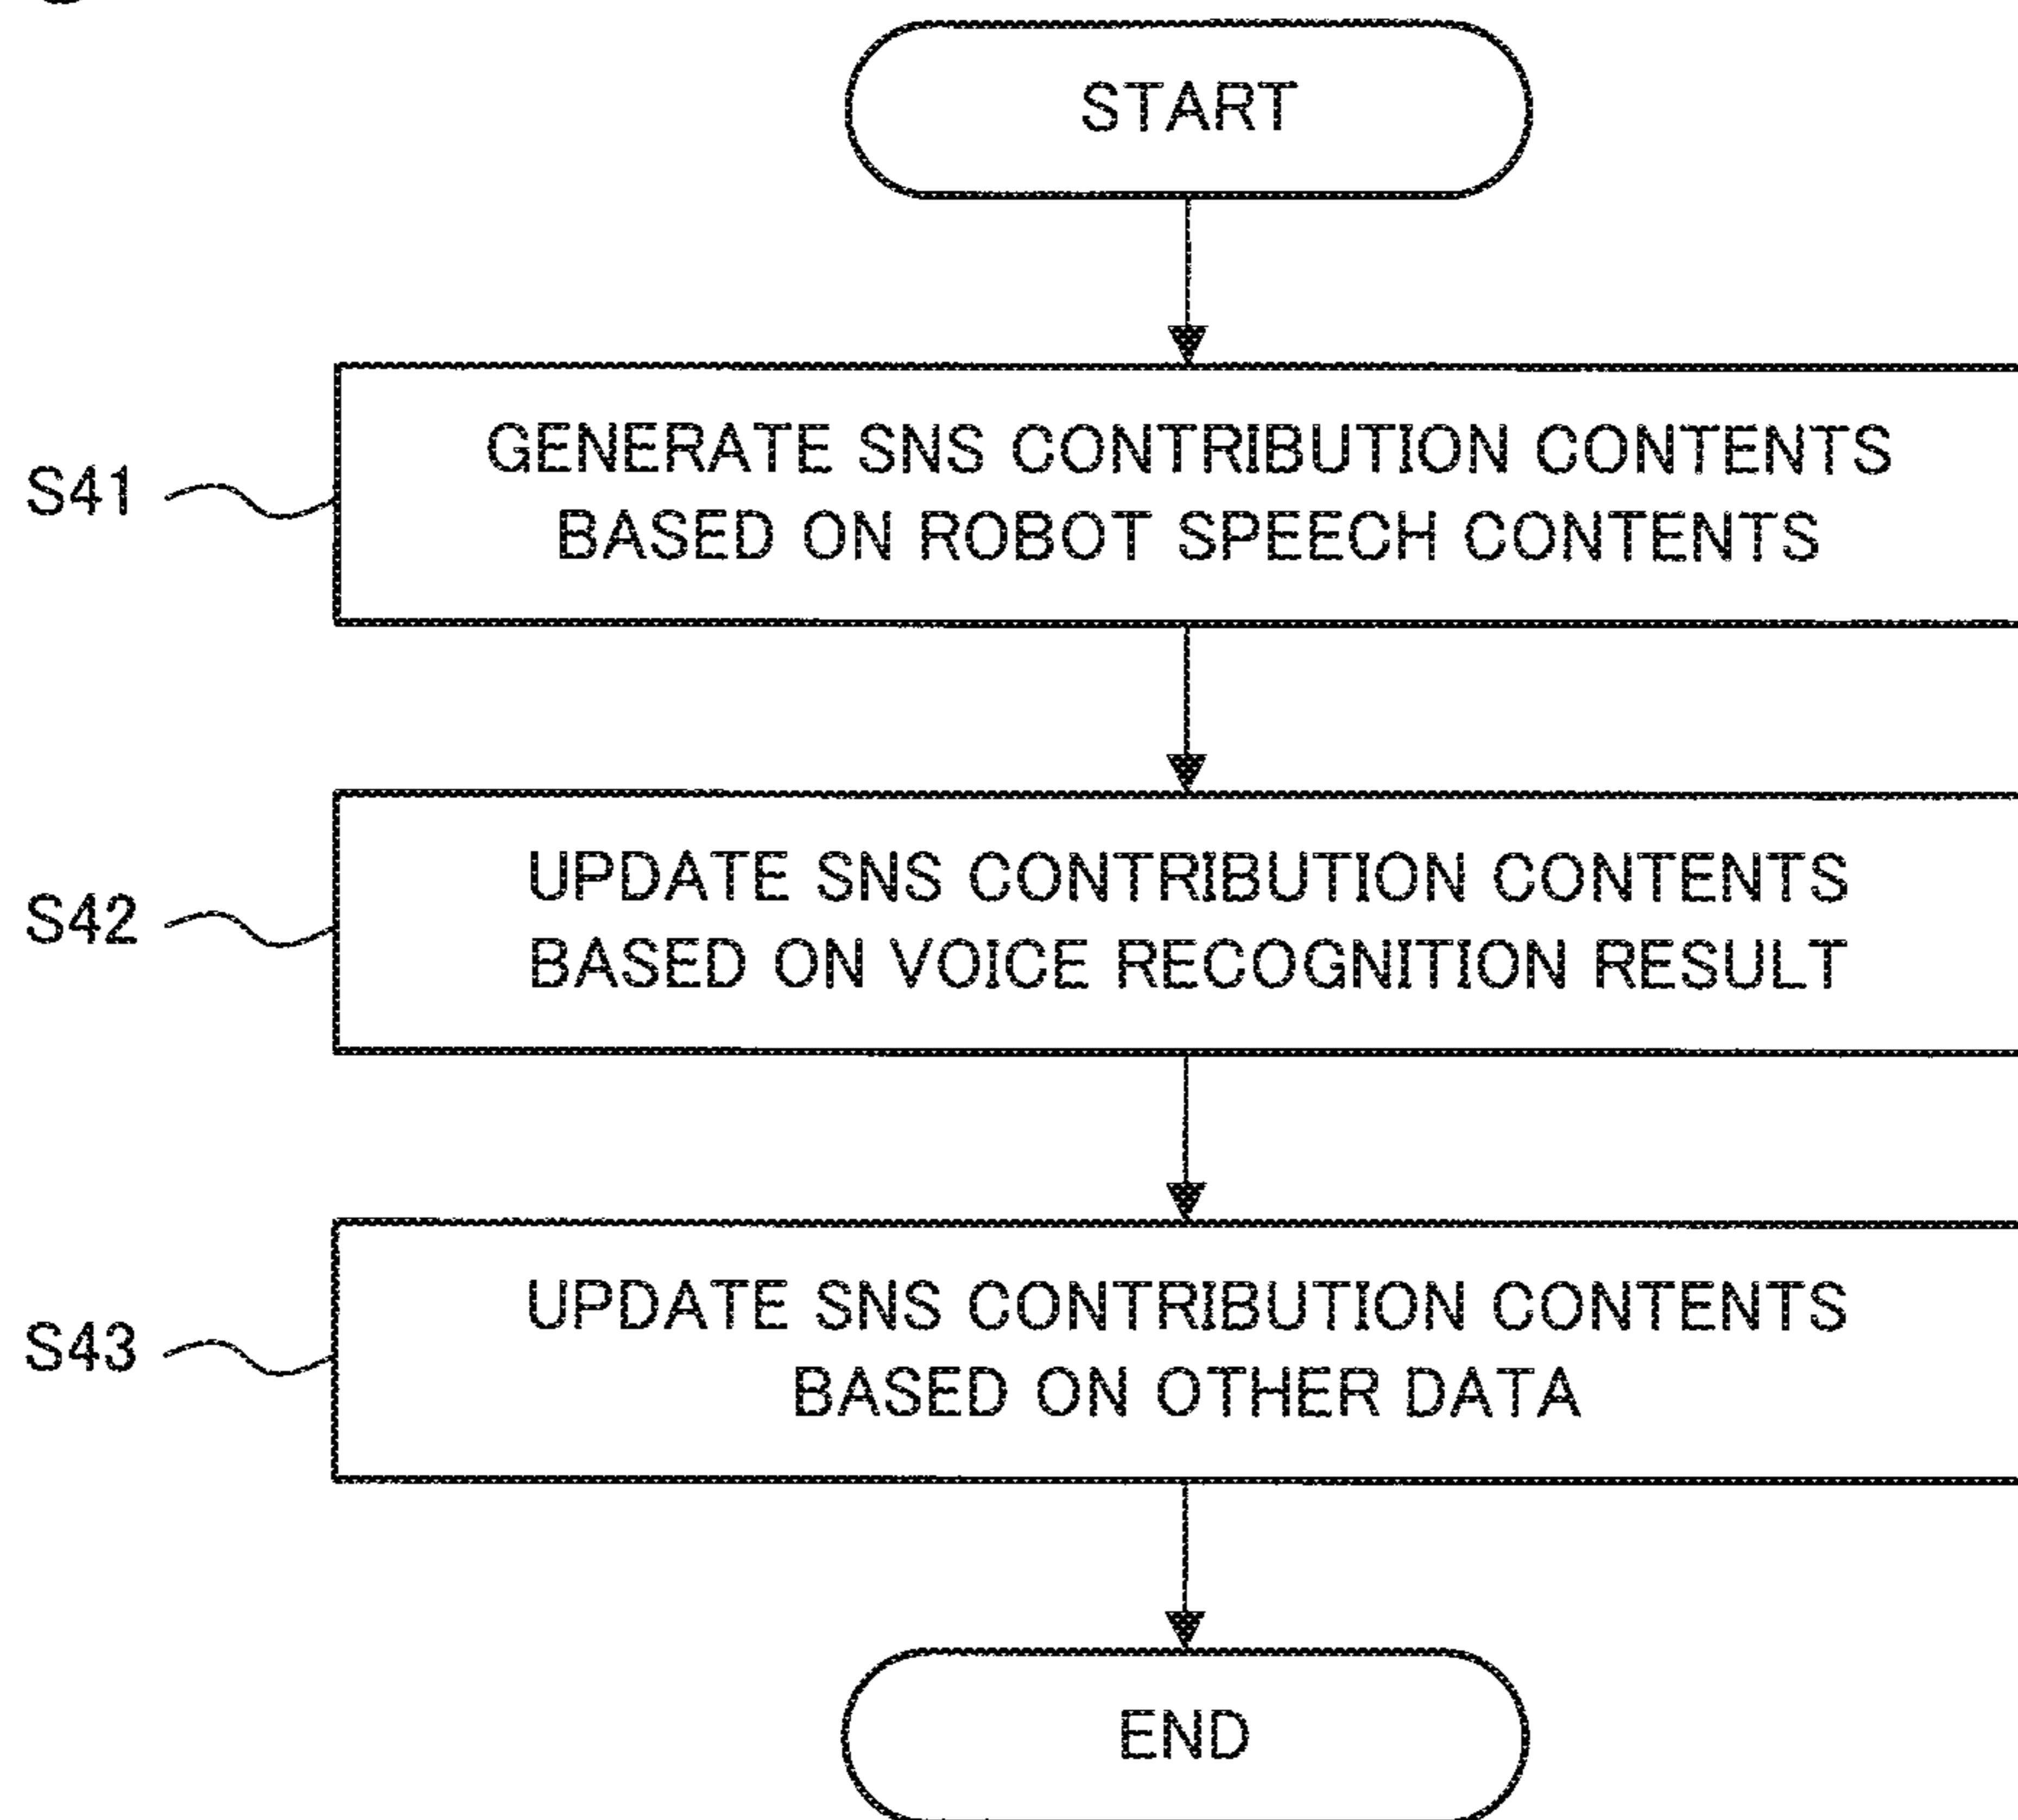 START
S41
GENERATE SNS CONTRIBUTION CONTENTS
BASED ON ROBOT SPEECH CONTENTS
S42
UPDATE SNS CONTRIBUTION CONTENTS
BASED ON VOICE RECOGNITION RESULT
S43
UPDATE SNS CONTRIBUTION CONTENTS
BASED ON OTHER DATA
END